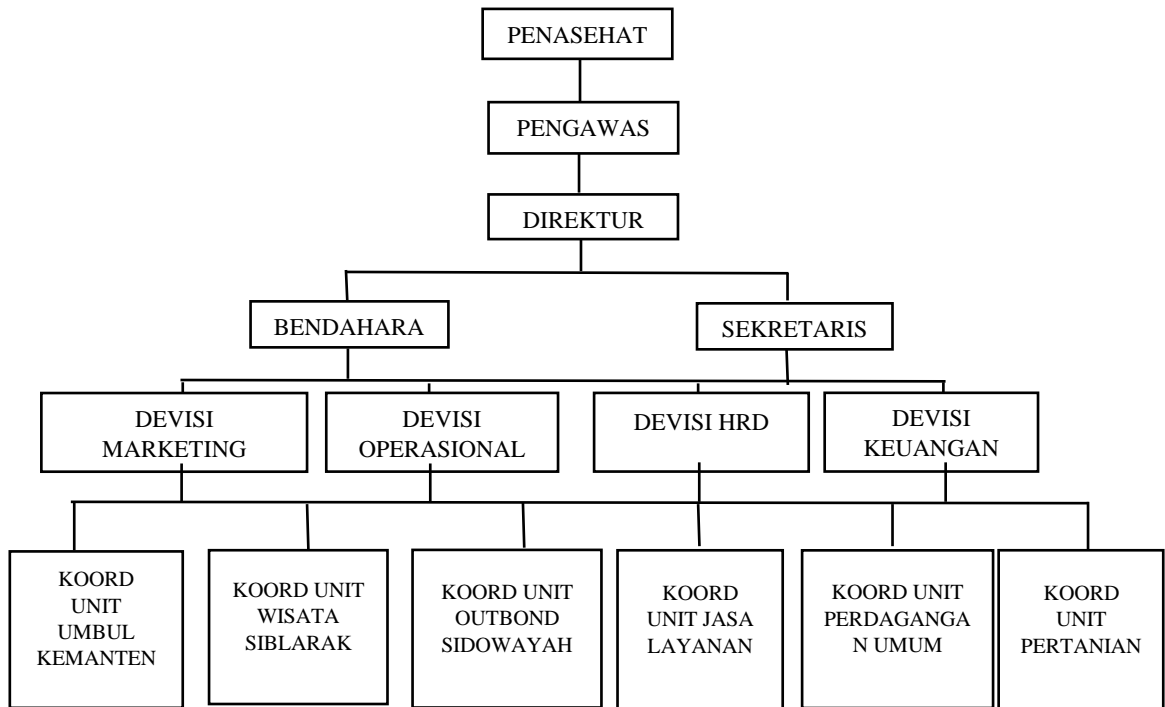 PENASEHAT
PENGAWAS
DIREKTUR
BENDAHARA
SEKRETARIS
DEVISI
MARKETING
DEVISI
OPERASIONAL
DEVISI HRD
DEVISI
KEUANGAN
KOORD
UNIT
UMBUL
KEMANTEN
KOORD UNIT
WISATA
SIBLARAK
KOORD UNIT
OUTBOND
SIDOWAYAH
KOORD
UNIT JASA
LAYANAN
KOORD UNIT
PERDAGANGA
N UMUM
KOORD
UNIT
PERTANIAN